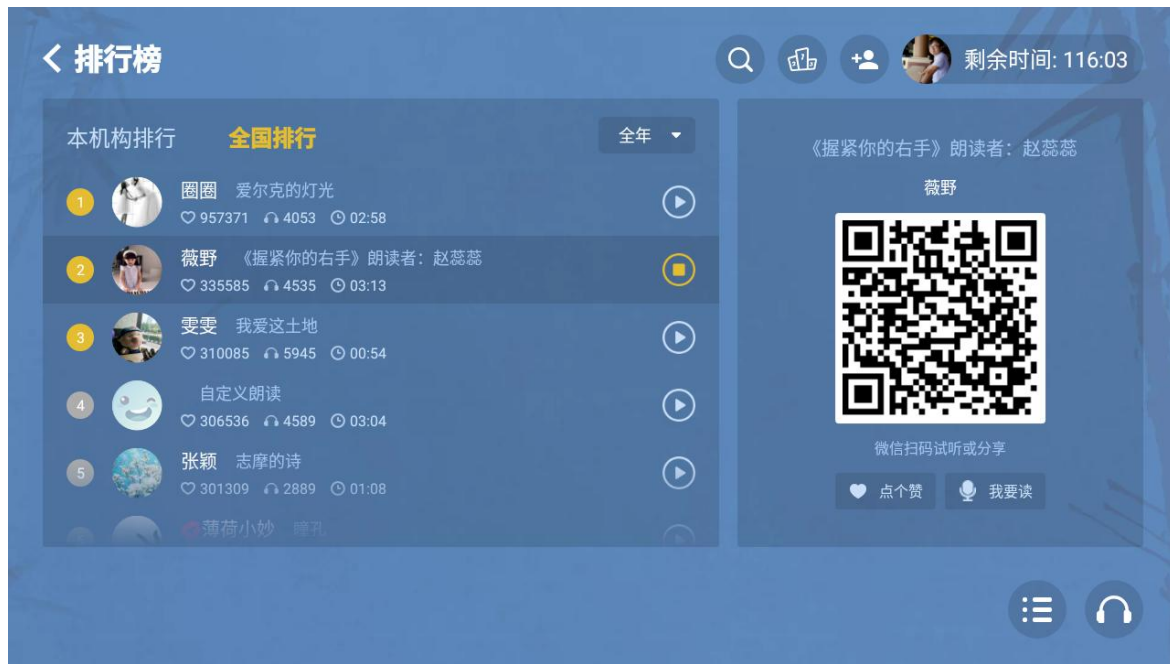 排行榜
剩余时间: 116:03
本机构排行 全国排行 全年
1 圈圈 爱尔克的灯光
957371 4053 02:58
2 薇野 《握紧你的右手》朗读者：赵蕊蕊
335585 4535 03:13
3 雯雯 我爱这土地
310085 5945 00:54
4 自定义朗读
306536 4589 03:04
5 张颖 志摩的诗
301309 2889 01:08
薄荷小妙 瞳孔
《握紧你的右手》朗读者：赵蕊蕊
薇野
微信扫码试听或分享
点个赞 我要读